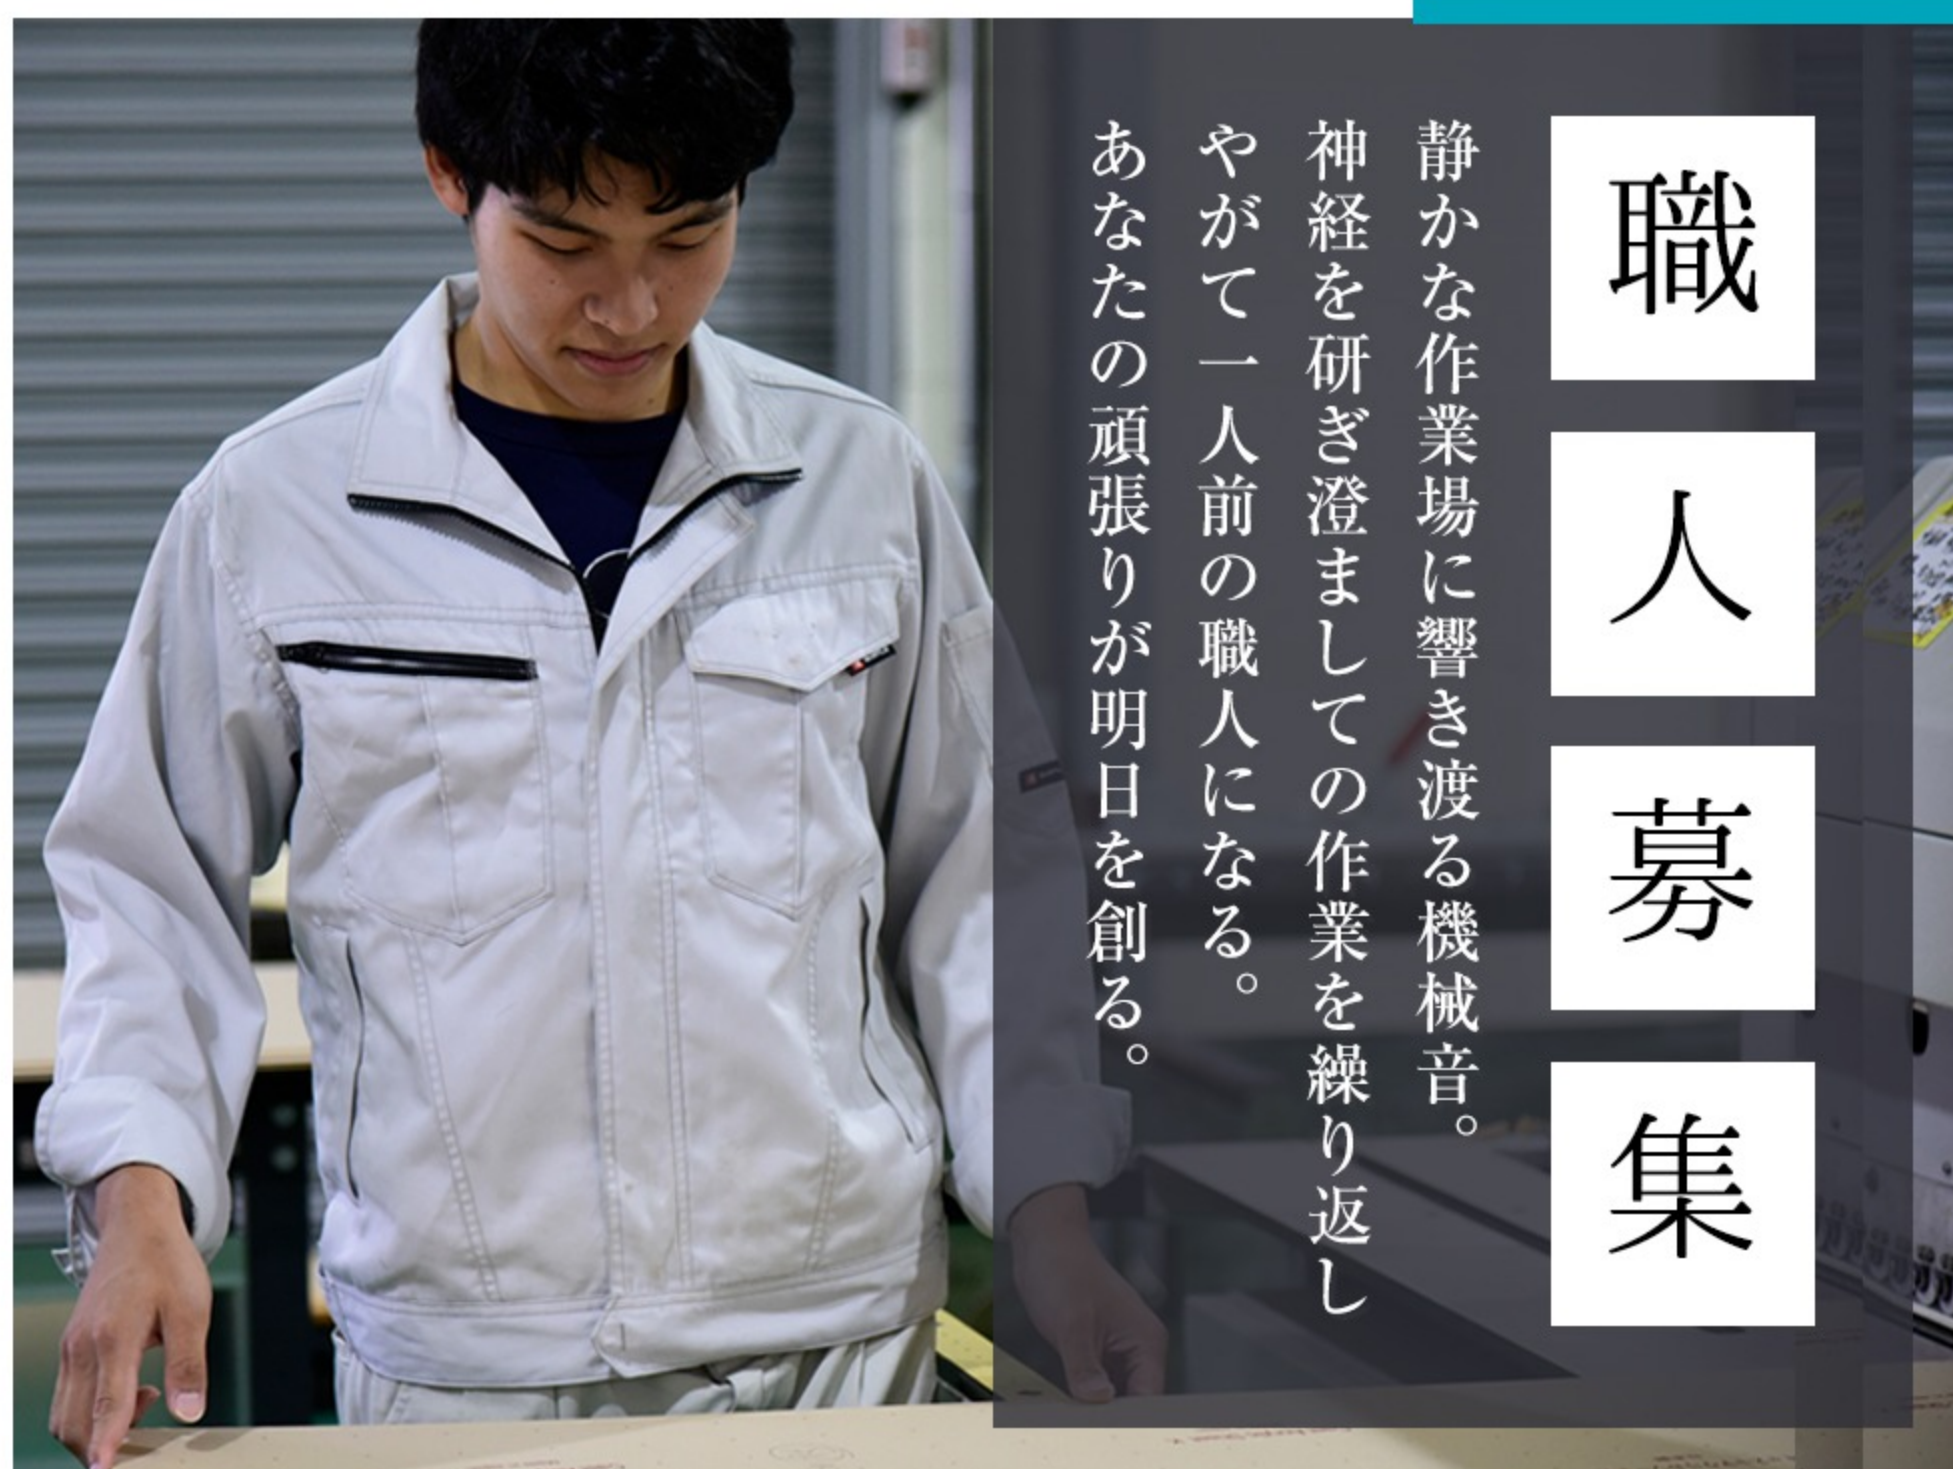 職人募集
静かな作業場に響き渡る機械音。
神経を研ぎ澄ましての作業を繰り返し
やがて一人前の職人になる。
あなたの頑張りが明日を創る。